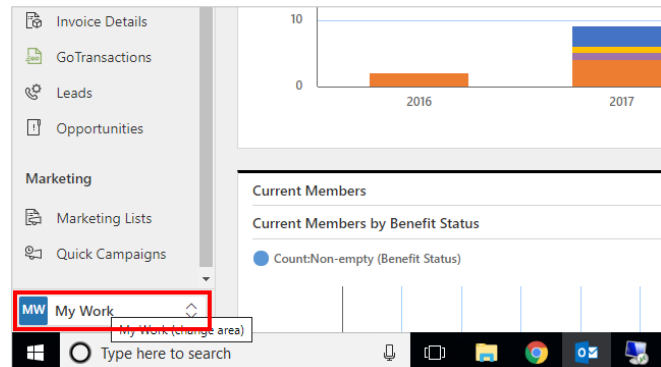 Invoice Details
GoTransactions
Leads
Opportunities
Marketing
Marketing Lists
Quick Campaigns
MW My Work
My Work (change area)
Type here to search
10
0
2016 2017
Current Members
Current Members by Benefit Status
Count:Non-empty (Benefit Status)